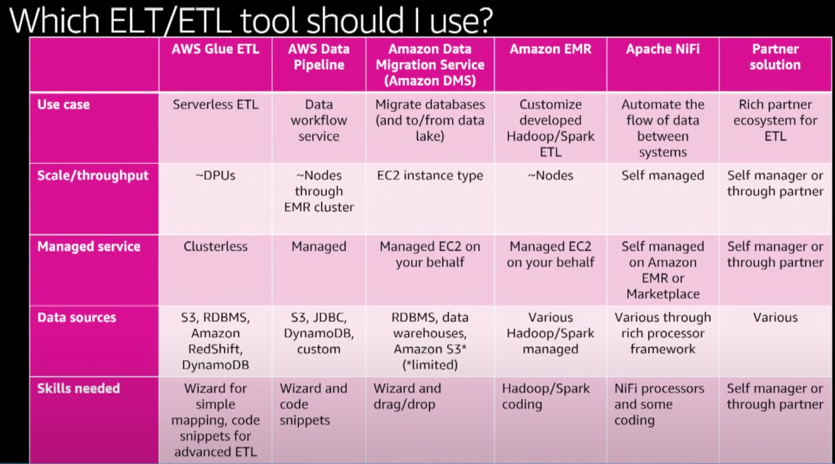 Which ELT/ETL tool should I use?
AWS Glue ETL
AWS Data
Pipeline
Amazon Data
Migration Service
(Amazon DMS)
Amazon EMR
Apache NiFi
Partner
solution
Use case
Serverless ETL
Data
workflow
service
Migrate databases
(and to/from data
lake)
Customize
developed
Hadoop/Spark
ETL
Automate the
flow of data
between
systems
Rich partner
ecosystem for
ETL
Scale/throughput
~DPUs
~Nodes
through
EMR cluster
EC2 instance type
~Nodes
Self managed
Self manager or
through partner
Managed service
Clusterless
Managed
Managed EC2 on
your behalf
Managed EC2
on your behalf
Self managed
on Amazon
EMR or
Marketplace
Self manager or
through partner
Data sources
S3, RDBMS,
Amazon
RedShift,
DynamoDB
S3, JDBC,
DynamoDB,
custom
RDBMS, data
warehouses,
Amazon S3*
(*limited)
Various
Hadoop/Spark
managed
Various through
rich processor
framework
Various
Skills needed
Wizard for
simple
mapping, code
snippets for
advanced ETL
Wizard and
code
snippets
Wizard and
drag/drop
Hadoop/Spark
coding
NiFi processors
and some
coding
Self manager or
through partner